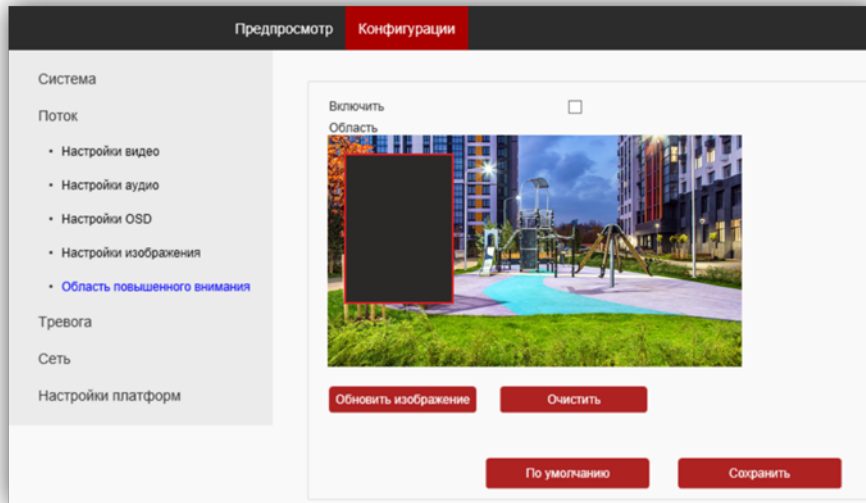 Предпросмотр Конфигурации
Система
Поток
• Настройки видео
• Настройки аудио
• Настройки OSD
• Настройки изображения
• Область повышенного внимания
Тревога
Сеть
Настройки платформ
Включить
Область
Обновить изображение Очистить
По умолчанию Сохранить